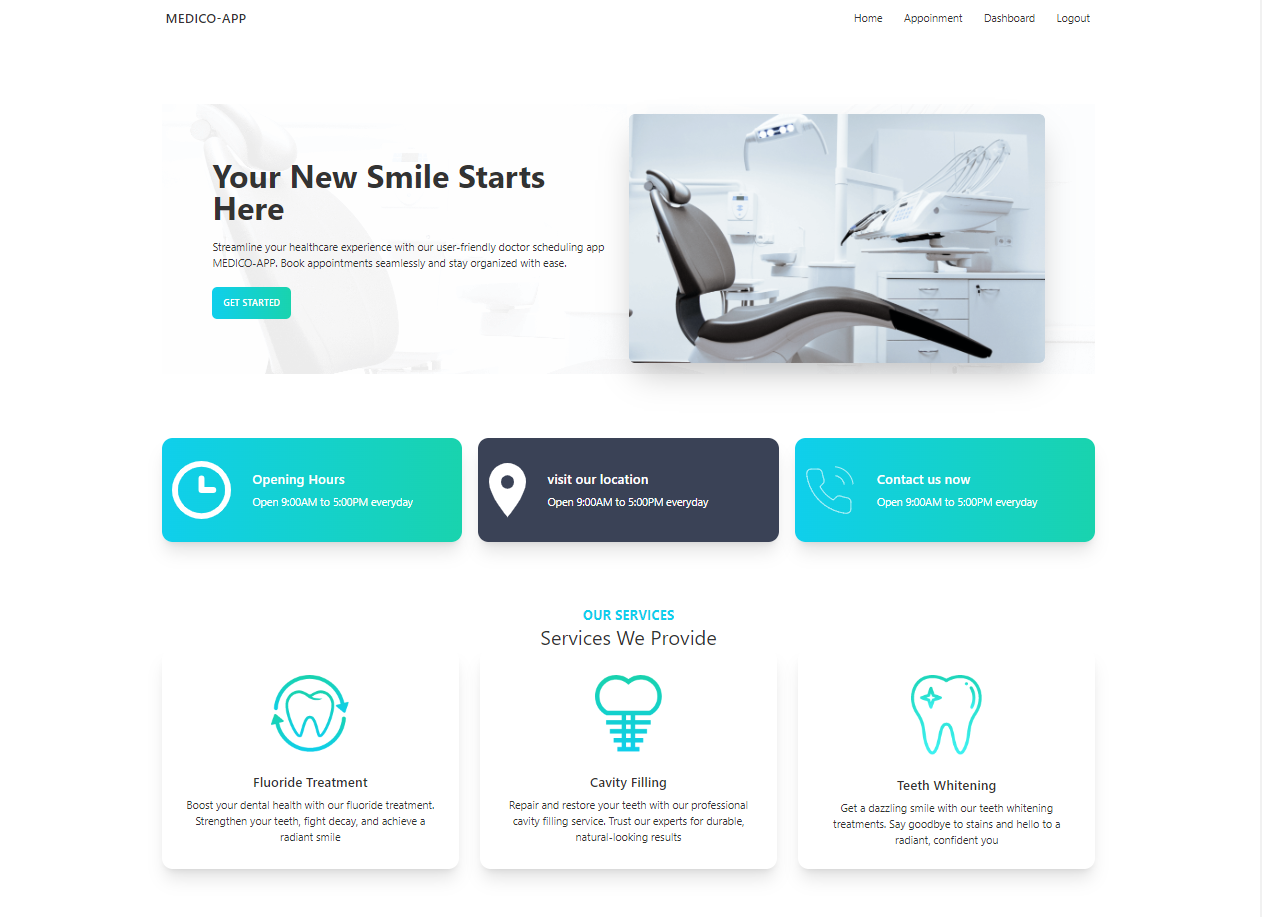 MEDICO-APP
Home Appoinment Dashboard Logout
Your New Smile Starts
Here
Streamline your healthcare experience with our user-friendly doctor scheduling app
MEDICO-APP. Book appointments seamlessly and stay organized with ease.
GET STARTED
Opening Hours
Open 9:00AM to 5:00PM everyday
visit our location
Open 9:00AM to 5:00PM everyday
Contact us now
Open 9:00AM to 5:00PM everyday
OUR SERVICES
Services We Provide
Fluoride Treatment
Boost your dental health with our fluoride treatment.
Strengthen your teeth, fight decay, and achieve a
radiant smile
Cavity Filling
Repair and restore your teeth with our professional
cavity filling service. Trust our experts for durable,
natural-looking results
Teeth Whitening
Get a dazzling smile with our teeth whitening
treatments. Say goodbye to stains and hello to a
radiant, confident you